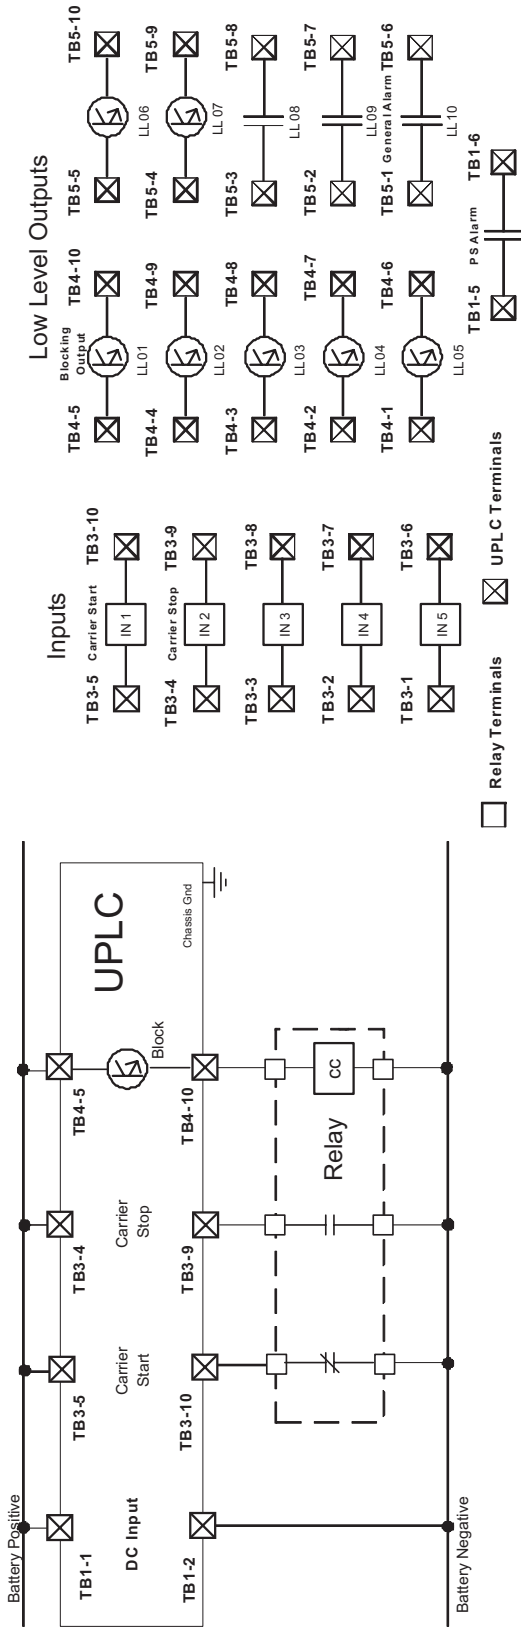 Battery Positive
TB1-1
DC Input
TB1-2
TB3-5
Carrier
Start
TB3-10
TB3-4
Carrier
Stop
TB3-9
TB4-5
Block
TB4-10
UPLC
Chassis Gnd
Relay
CC
Battery Negative
Inputs
TB3-5
Carrier Start
IN 1
TB3-10
TB3-4
Carrier Stop
IN 2
TB3-9
TB3-3
IN 3
TB3-8
TB3-2
IN 4
TB3-7
TB3-1
IN 5
TB3-6
Low Level Outputs
TB4-5
Blocking
Output
LL01
TB4-10
TB4-4
LL02
TB4-9
TB4-3
LL03
TB4-8
TB4-2
LL04
TB4-7
TB4-1
LL05
TB4-6
TB5-5
LL06
TB5-10
TB5-4
LL07
TB5-9
TB5-3
LL08
TB5-8
TB5-2
LL09
TB5-7
TB5-1
General Alarm
LL10
TB5-6
TB1-5
PS Alarm
TB1-6
Relay Terminals
UPLC Terminals